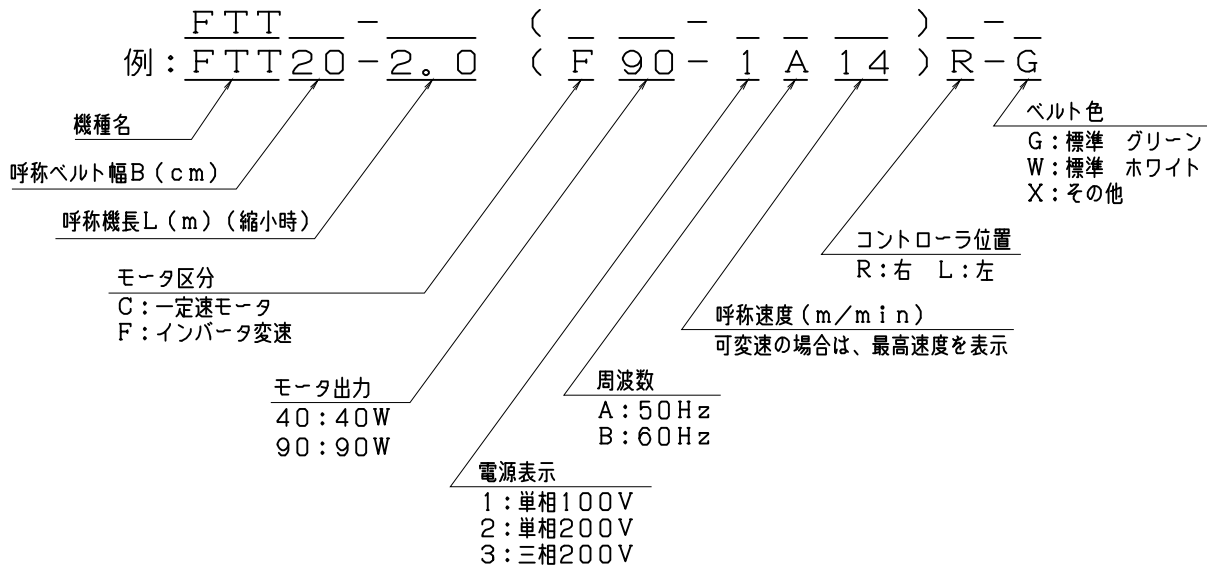 FTT - ( - ) -
例：FTT20-2.0 (F90-1A14)R-G
機種名
呼称ベルト幅B（cm）
呼称機長L（m）（縮小時）
モータ区分
C：一定速モータ
F：インバータ変速
モータ出力
40：40W
90：90W
電源表示
1：単相100V
2：単相200V
3：三相200V
周波数
A：50Hz
B：60Hz
呼称速度（m/min）
可変速の場合は、最高速度を表示
コントローラ位置
R：右 L：左
ベルト色
G：標準 グリーン
W：標準 ホワイト
X：その他